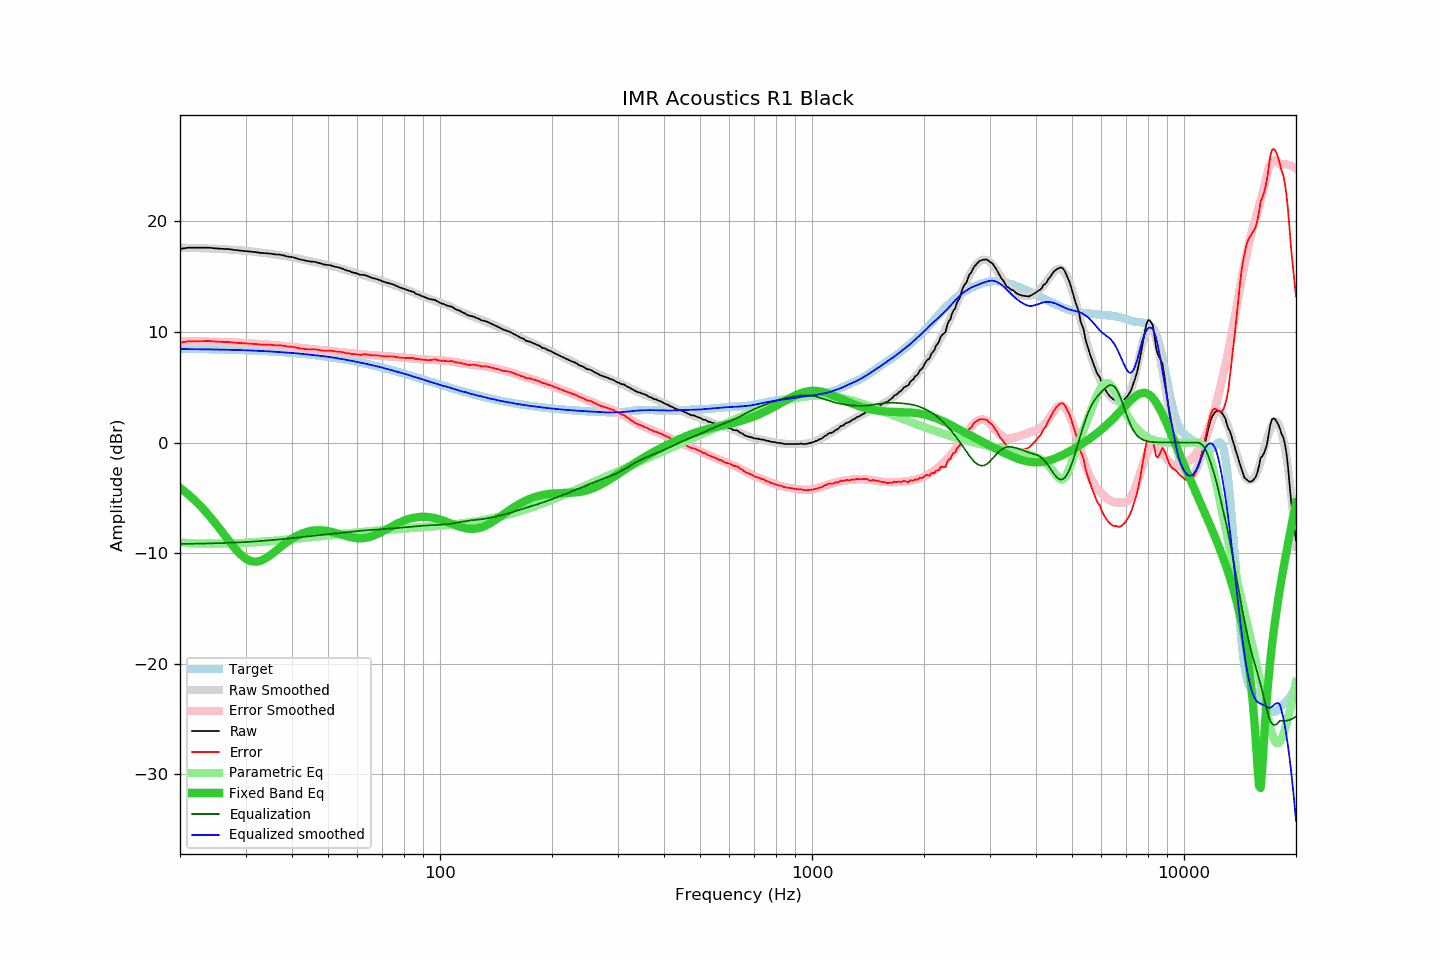 IMR Acoustics R1 Black
Amplitude (dBr)
20
10
0
−10
−20
−30
Target
Raw Smoothed
Error Smoothed
Raw
Error
Parametric Eq
Fixed Band Eq
Equalization
Equalized smoothed
100
1000
10000
Frequency (Hz)